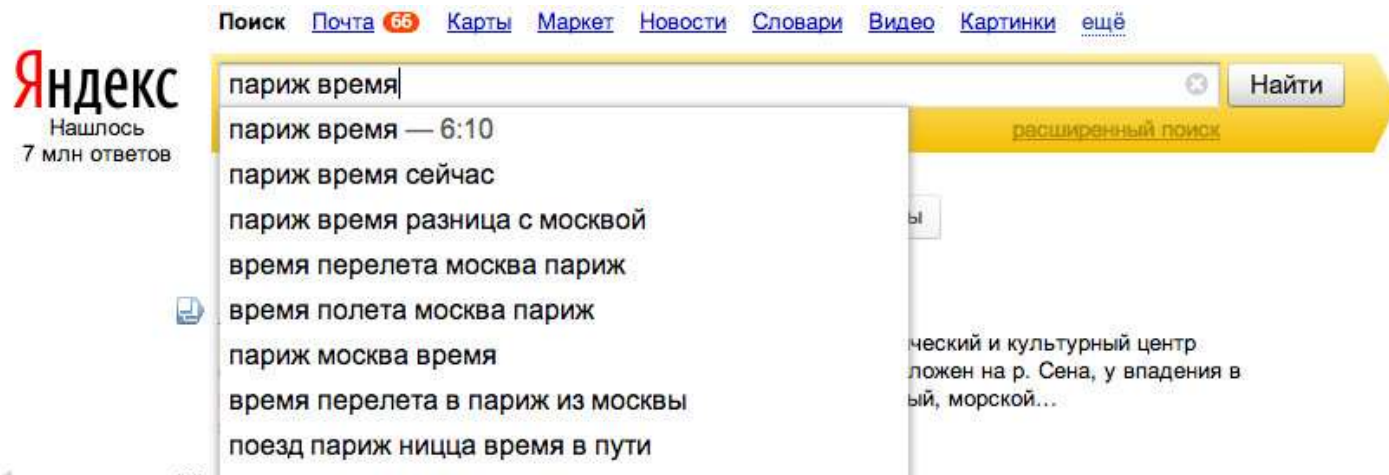 Поиск Почта 66 Карты Маркет Новости Словари Видео Картинки ещё
Яндекс
Нашлось
7 млн ответов
париж время
Найти
расширенный поиск
париж время — 6:10
париж время сейчас
париж время разница с москвой
время перелета москва париж
время полета москва париж
париж москва время
время перелета в париж из москвы
поезд париж ницца время в пути
ы
ческий и культурный центр
ложен на р. Сена, у впадения в
ый, морской...